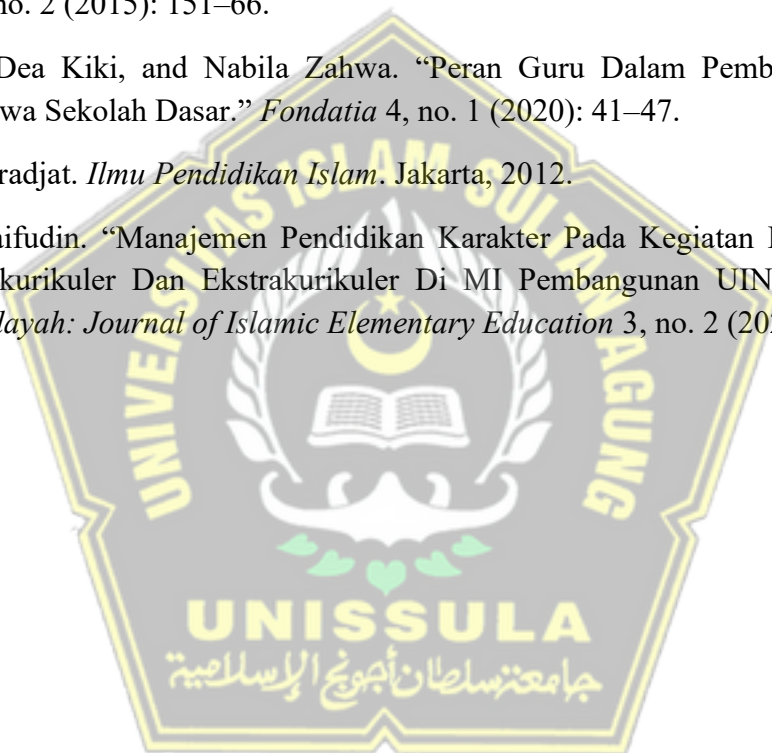 no. 2 (2015): 151–66.
Dea Kiki, and Nabila Zahwa. “Peran Guru Dalam Pemb
wa Sekolah Dasar.” Fondatia 4, no. 1 (2020): 41–47.
radjat. Ilmu Pendidikan Islam. Jakarta, 2012.
aifudin. “Manajemen Pendidikan Karakter Pada Kegiatan
kurikuler Dan Ekstrakurikuler Di MI Pembangunan UIN
dayah: Journal of Islamic Elementary Education 3, no. 2 (202
UNIVERSITAS ISLAM SULTAN AGUNG
UNISSULA
جامعة سلطان أجونج الإسلامية